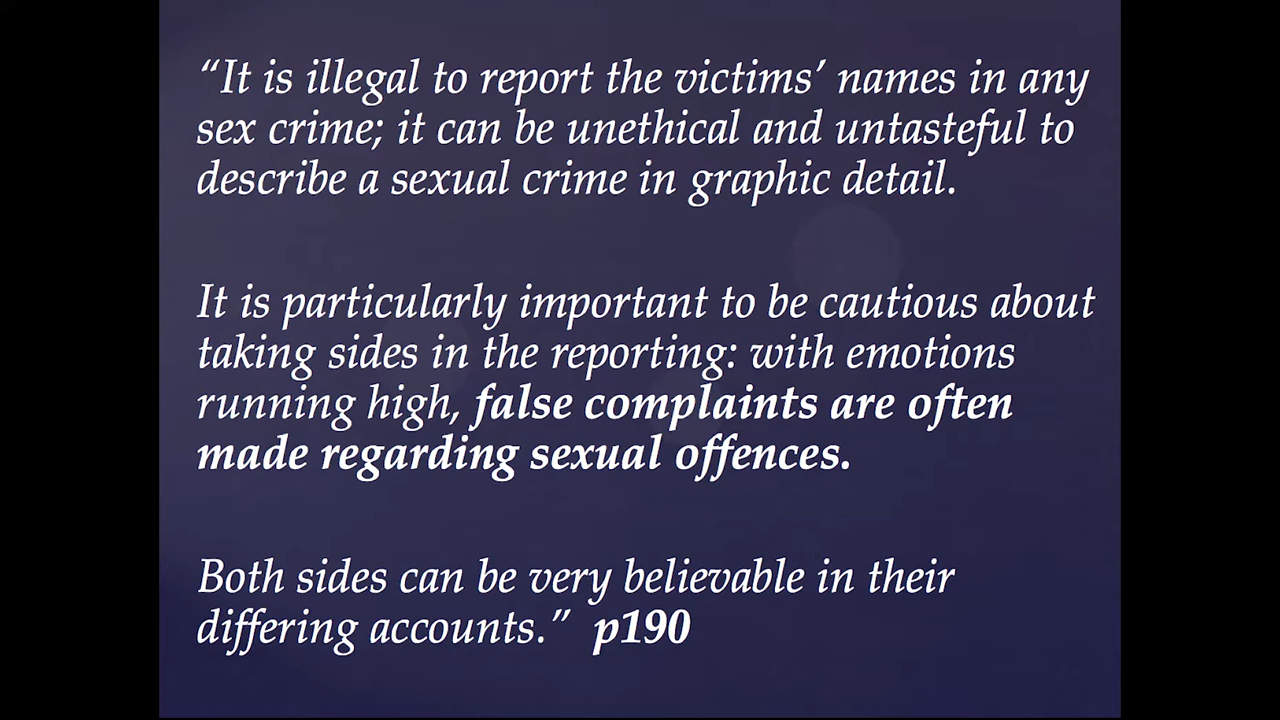 “It is illegal to report the victims’ names in any
sex crime; it can be unethical and untasteful to
describe a sexual crime in graphic detail.
It is particularly important to be cautious about
taking sides in the reporting: with emotions
running high, false complaints are often
made regarding sexual offences.
Both sides can be very believable in their
differing accounts.” p190